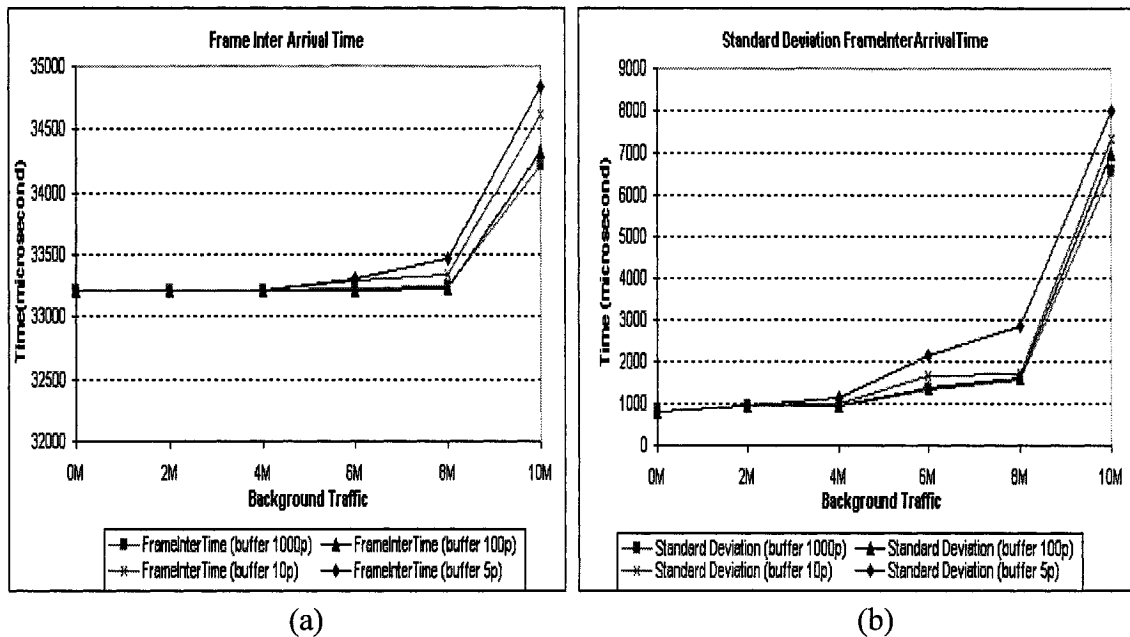 Frame Inter Arrival Time
35000
34500
34000
33500
33000
32500
32000
Time(microsecond)
0M 2M 4M 6M 8M 10M
Background Traffic
FrameInterTime (buffer 1000p) FrameInterTime (buffer 100p)
FrameInterTime (buffer 10p) FrameInterTime (buffer 5p)
(a)
Standard Deviation FrameInterArrivalTime
9000
8000
7000
6000
5000
4000
3000
2000
1000
0
Time (microsecond)
0M 2M 4M 6M 8M 10M
Background Traffic
Standard Deviation (buffer 1000p) Standard Deviation (buffer 100p)
Standard Deviation (buffer 10p) Standard Deviation (buffer 5p)
(b)